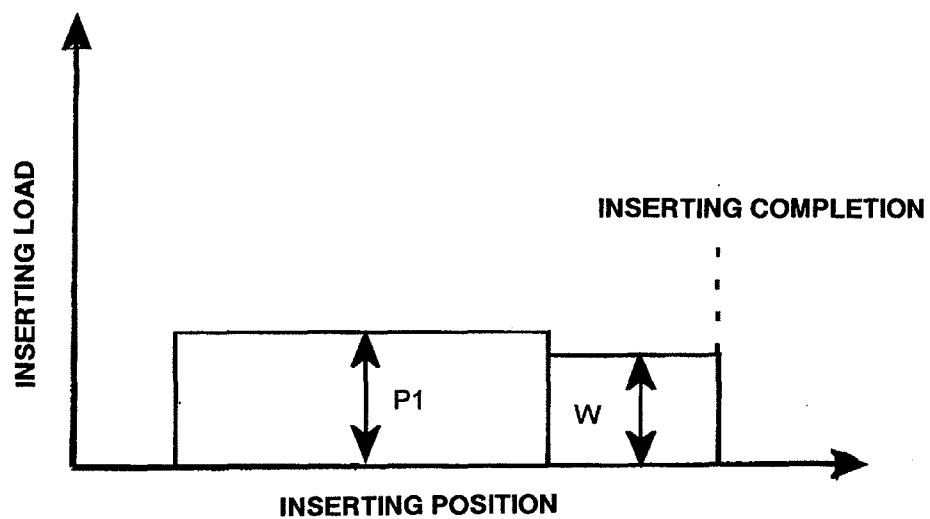 INSERTING LOAD
INSERTING COMPLETION
P1
W
INSERTING POSITION